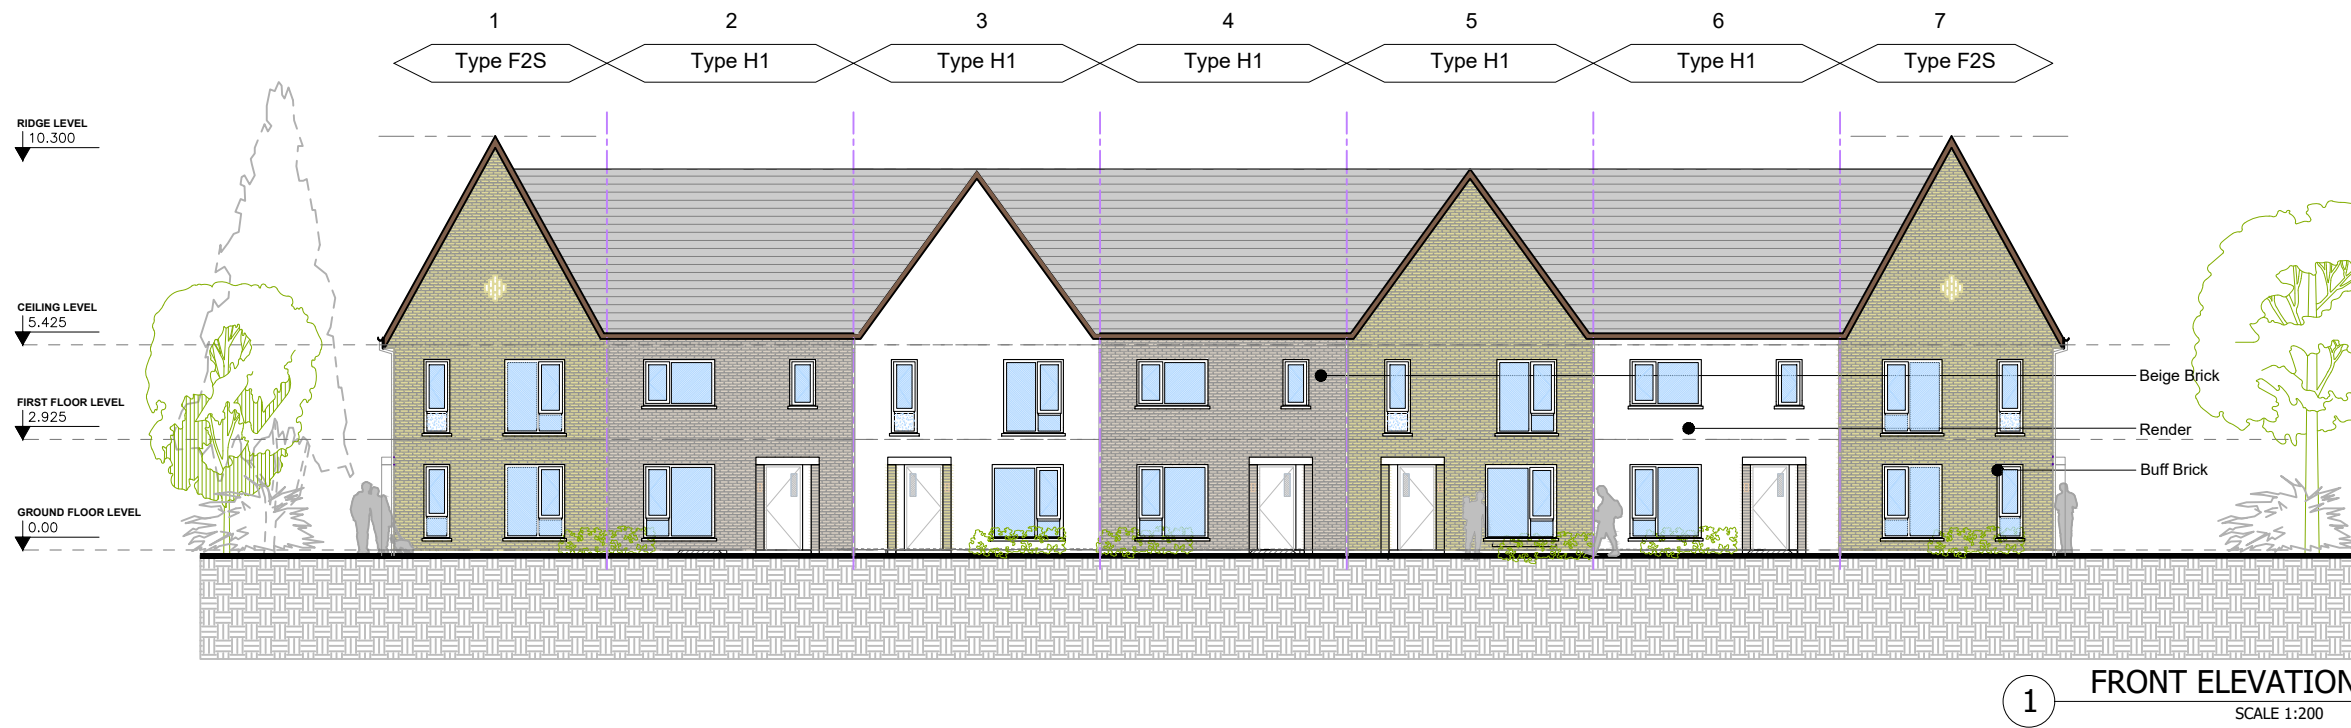 1 2 3 4 5 6 7
Type F2S Type H1 Type H1 Type H1 Type H1 Type H1 Type F2S
RIDGE LEVEL
10.300
CEILING LEVEL
5.425
Beige Brick
FIRST FLOOR LEVEL
2.925
Render
Buff Brick
GROUND FLOOR LEVEL
0.00
1 FRONT ELEVATION
SCALE 1:200